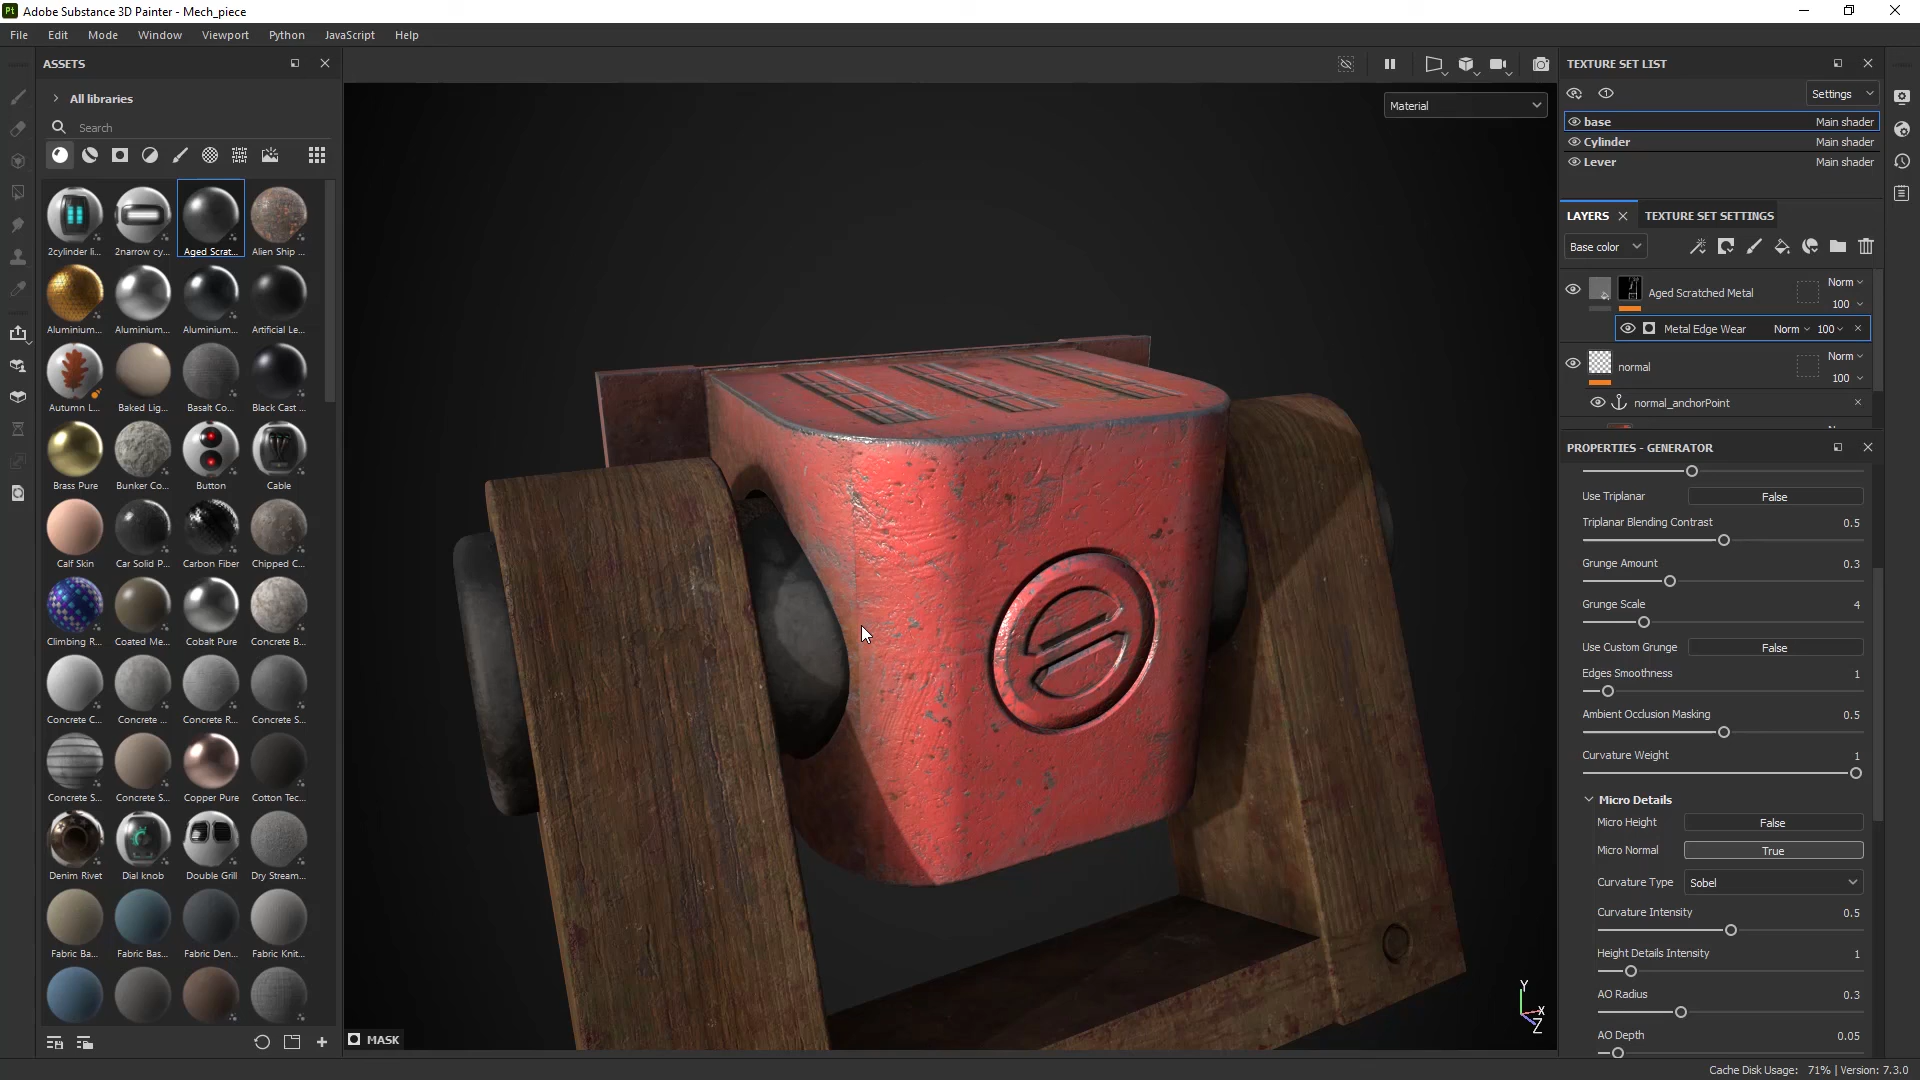 Pt Adobe Substance 3D Painter - Mech_piece
File Edit Mode Window Viewport Python JavaScript Help
ASSETS
All libraries
Search
2cylinder li... 2narrow cy... Aged Scrat... Alien Ship ...
Aluminium... Aluminium... Aluminium... Artificial Le...
Autumn L... Baked Lig... Basalt Co... Black Cast ...
Brass Pure Bunker Co... Button Cable
Calf Skin Car Solid P... Carbon Fiber Chipped C...
Climbing R... Coated Me... Cobalt Pure Concrete B...
Concrete C... Concrete ... Concrete R... Concrete S...
Concrete S... Concrete S... Copper Pure Cotton Tec...
Denim Rivet Dial knob Double Grill Dry Stream...
Fabric Ba... Fabric Bas... Fabric Den... Fabric Knit...
Material
MASK
Y
X
Z
TEXTURE SET LIST
Settings
base Main shader
Cylinder Main shader
Lever Main shader
LAYERS TEXTURE SET SETTINGS
Base color
Aged Scratched Metal Norm 100
Metal Edge Wear Norm 100
normal Norm 100
normal_anchorPoint
PROPERTIES - GENERATOR
Use Triplanar False
Triplanar Blending Contrast 0.5
Grunge Amount 0.3
Grunge Scale 4
Use Custom Grunge False
Edges Smoothness 1
Ambient Occlusion Masking 0.5
Curvature Weight 1
Micro Details
Micro Height False
Micro Normal True
Curvature Type Sobel
Curvature Intensity 0.5
Height Details Intensity 1
AO Radius 0.3
AO Depth 0.05
Cache Disk Usage: 71% | Version: 7.3.0